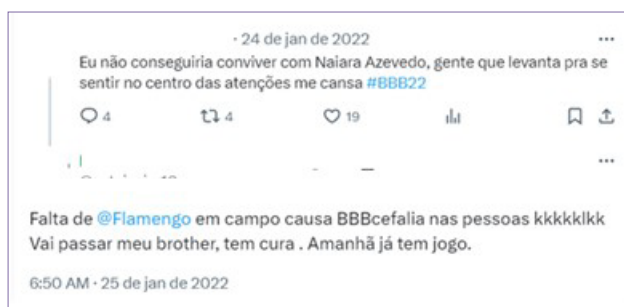 · 24 de jan de 2022
Eu não conseguiria conviver com Naiara Azevedo, gente que levanta pra se
sentir no centro das atenções me cansa #BBB22
4 4 19
Falta de @Flamengo em campo causa BBBcefalia nas pessoas kkkkklkk
Vai passar meu brother, tem cura . Amanhã já tem jogo.
6:50 AM · 25 de jan de 2022